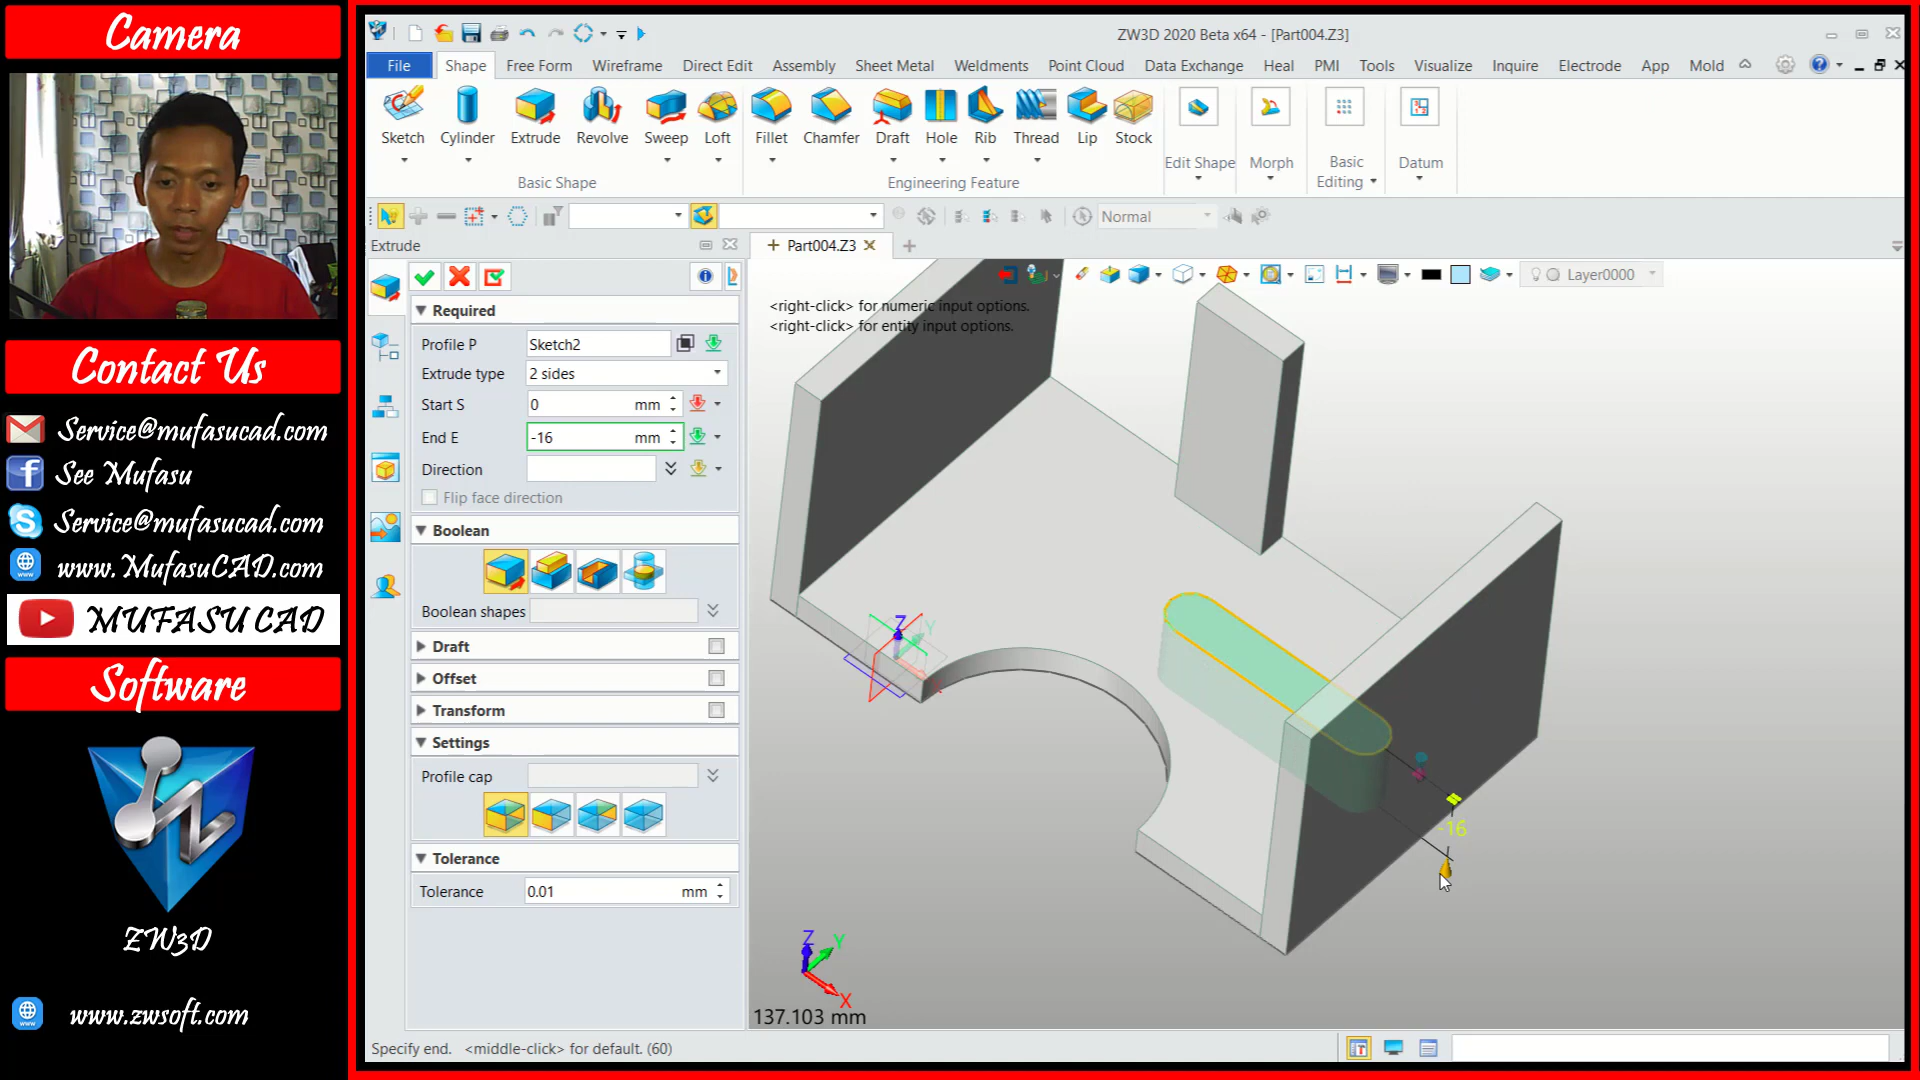 Camera
Contact Us
Service@mufasucad.com
See Mufasu
Service@mufasucad.com
www.MufasuCAD.com
MUFASU CAD
Software
ZW3D
www.zwsoft.com
ZW3D 2020 Beta x64 - [Part004.Z3]
File Shape Free Form Wireframe Direct Edit Assembly Sheet Metal Weldments Point Cloud Data Exchange Heal PMI Tools Visualize Inquire Electrode App Mold
Sketch Cylinder Extrude Revolve Sweep Loft Fillet Chamfer Draft Hole Rib Thread Lip Stock
Edit Shape Morph Basic Editing Datum
Basic Shape Engineering Feature
Normal
Extrude
Part004.Z3
Layer0000
<right-click> for numeric input options.
<right-click> for entity input options.
Required
Profile P Sketch2
Extrude type 2 sides
Start S 0 mm
End E -16 mm
Direction
Flip face direction
Boolean
Boolean shapes
Draft
Offset
Transform
Settings
Profile cap
Tolerance
Tolerance 0.01 mm
Z
Y
-16
Z
Y
X
137.103 mm
Specify end. <middle-click> for default. (60)